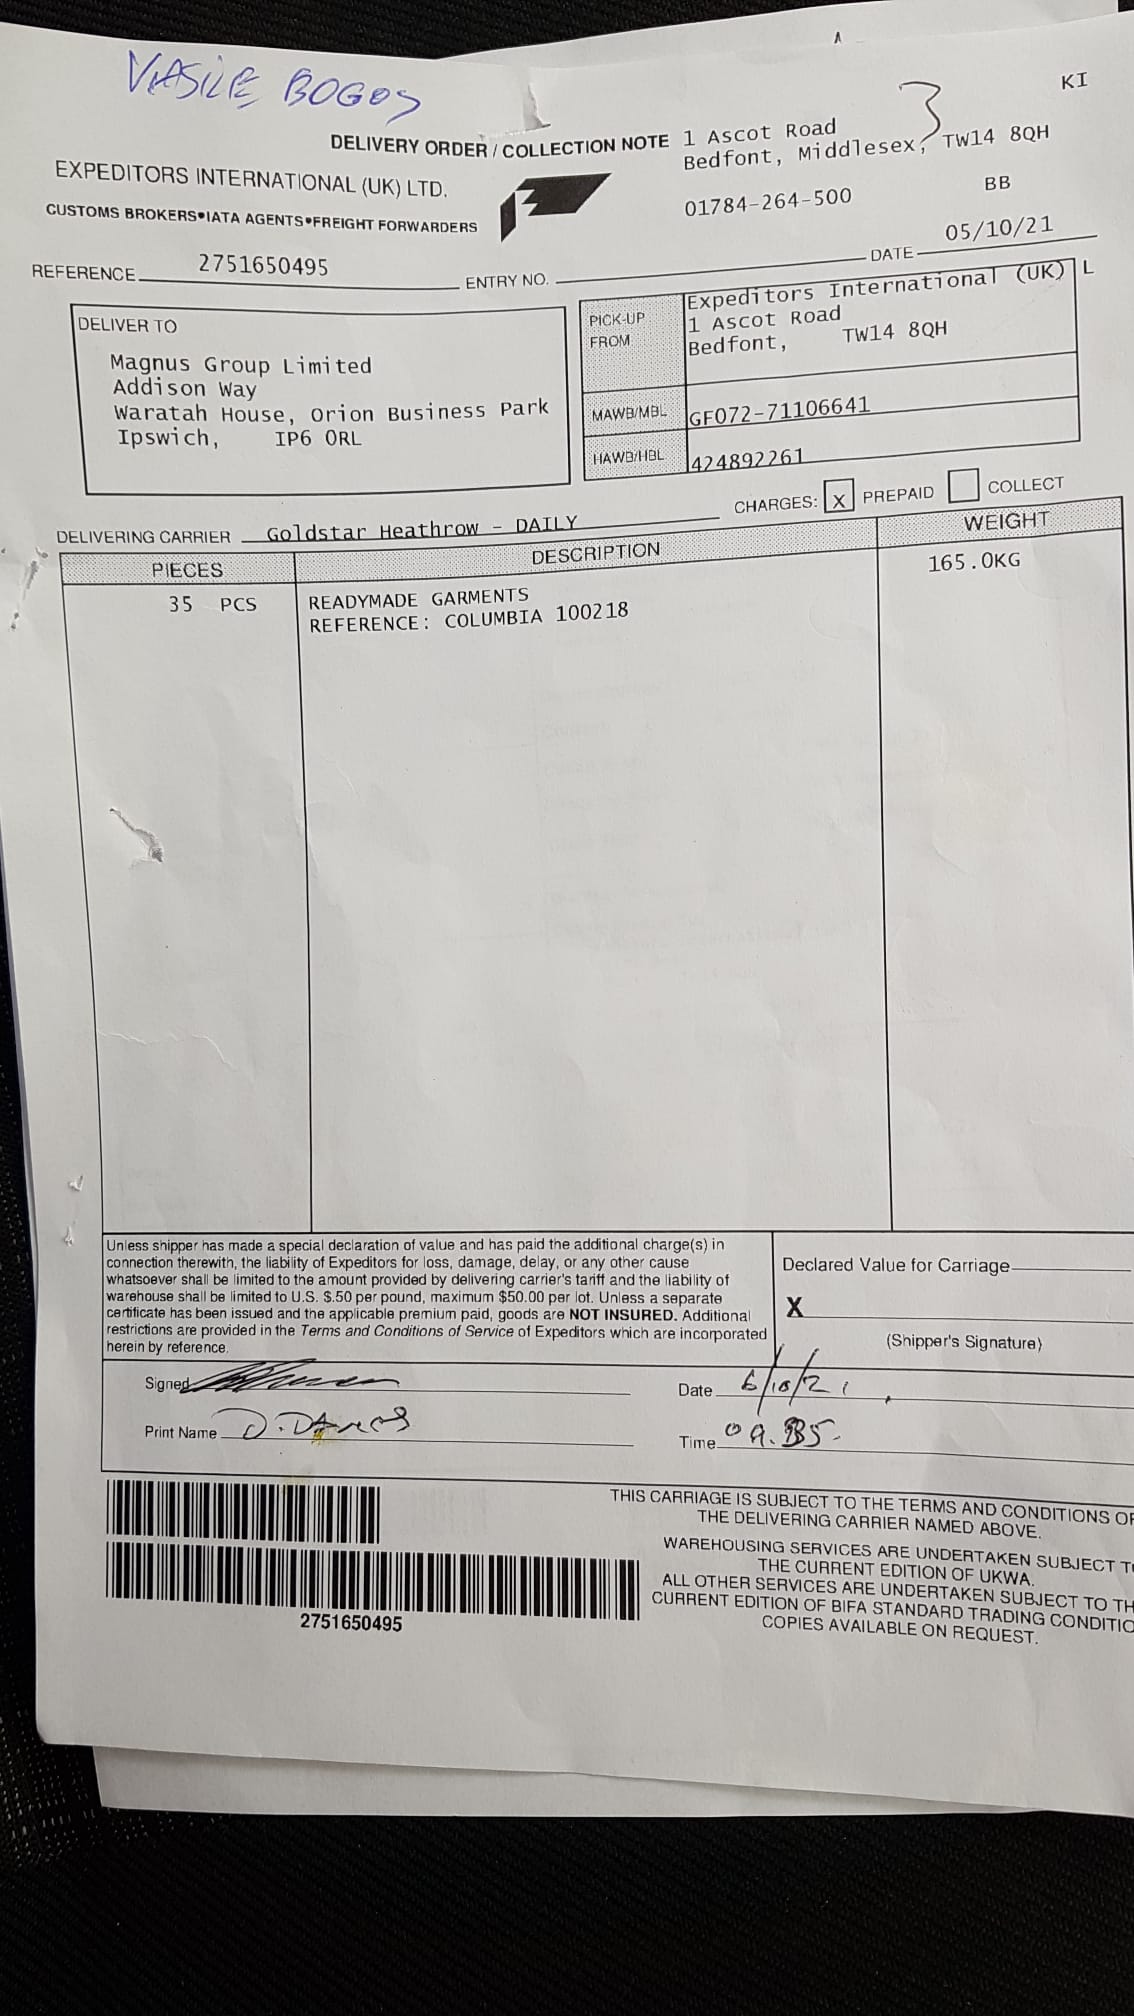 VASILE BOGOS
3
KI
DELIVERY ORDER / COLLECTION NOTE
1 Ascot Road
Bedfont, Middlesex, TW14 8QH
EXPEDITORS INTERNATIONAL (UK) LTD.
CUSTOMS BROKERS•IATA AGENTS•FREIGHT FORWARDERS
01784-264-500
BB
REFERENCE 2751650495
ENTRY NO.
DATE 05/10/21
DELIVER TO
Magnus Group Limited
Addison Way
Waratah House, Orion Business Park
Ipswich, IP6 0RL
PICK-UP FROM
Expeditors International (UK) L
1 Ascot Road
Bedfont, TW14 8QH
MAWB/MBL GF072-71106641
HAWB/HBL 424892261
CHARGES: X PREPAID COLLECT
DELIVERING CARRIER Goldstar Heathrow - DAILY
PIECES DESCRIPTION WEIGHT
35 PCS READYMADE GARMENTS 165.0KG
REFERENCE: COLUMBIA 100218
Unless shipper has made a special declaration of value and has paid the additional charge(s) in
connection therewith, the liability of Expeditors for loss, damage, delay, or any other cause
whatsoever shall be limited to the amount provided by delivering carrier's tariff and the liability of
warehouse shall be limited to U.S. $.50 per pound, maximum $50.00 per lot. Unless a separate
certificate has been issued and the applicable premium paid, goods are NOT INSURED. Additional
restrictions are provided in the Terms and Conditions of Service of Expeditors which are incorporated
herein by reference.
Declared Value for Carriage
X
(Shipper's Signature)
Signed
Date 6/10/21
Print Name
Time
THIS CARRIAGE IS SUBJECT TO THE TERMS AND CONDITIONS OF
THE DELIVERING CARRIER NAMED ABOVE.
WAREHOUSING SERVICES ARE UNDERTAKEN SUBJECT T
THE CURRENT EDITION OF UKWA.
ALL OTHER SERVICES ARE UNDERTAKEN SUBJECT TO TH
CURRENT EDITION OF BIFA STANDARD TRADING CONDITIO
COPIES AVAILABLE ON REQUEST.
2751650495